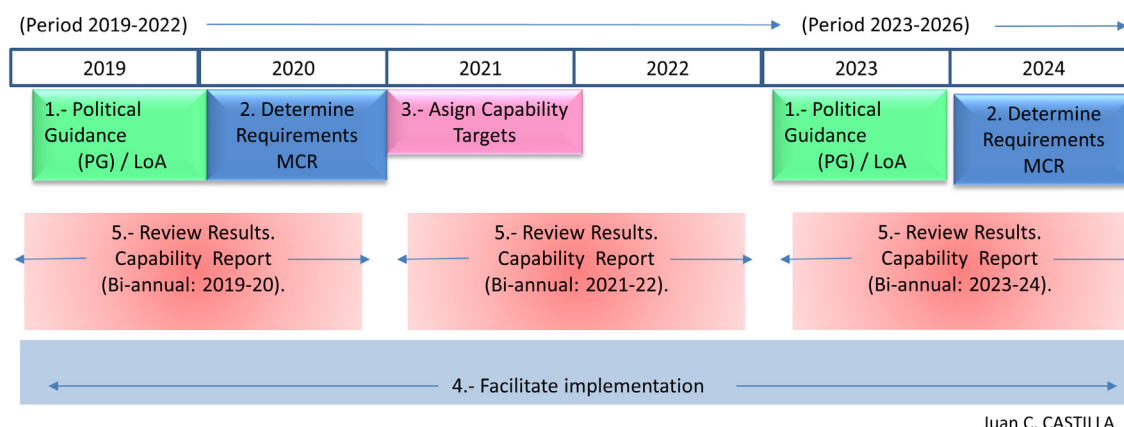 (Period 2019-2022) (Period 2023-2026)
2019 2020 2021 2022 2023 2024
1.- Political
Guidance
(PG) / LoA
2. Determine
Requirements
MCR
3.- Asign Capability
Targets
1.- Political
Guidance
(PG) / LoA
2. Determine
Requirements
MCR
5.- Review Results.
Capability Report
(Bi-annual: 2019-20).
5.- Review Results.
Capability Report
(Bi-annual: 2021-22).
5.- Review Results.
Capability Report
(Bi-annual: 2023-24).
4.- Facilitate implementation
Juan C. CASTILLA